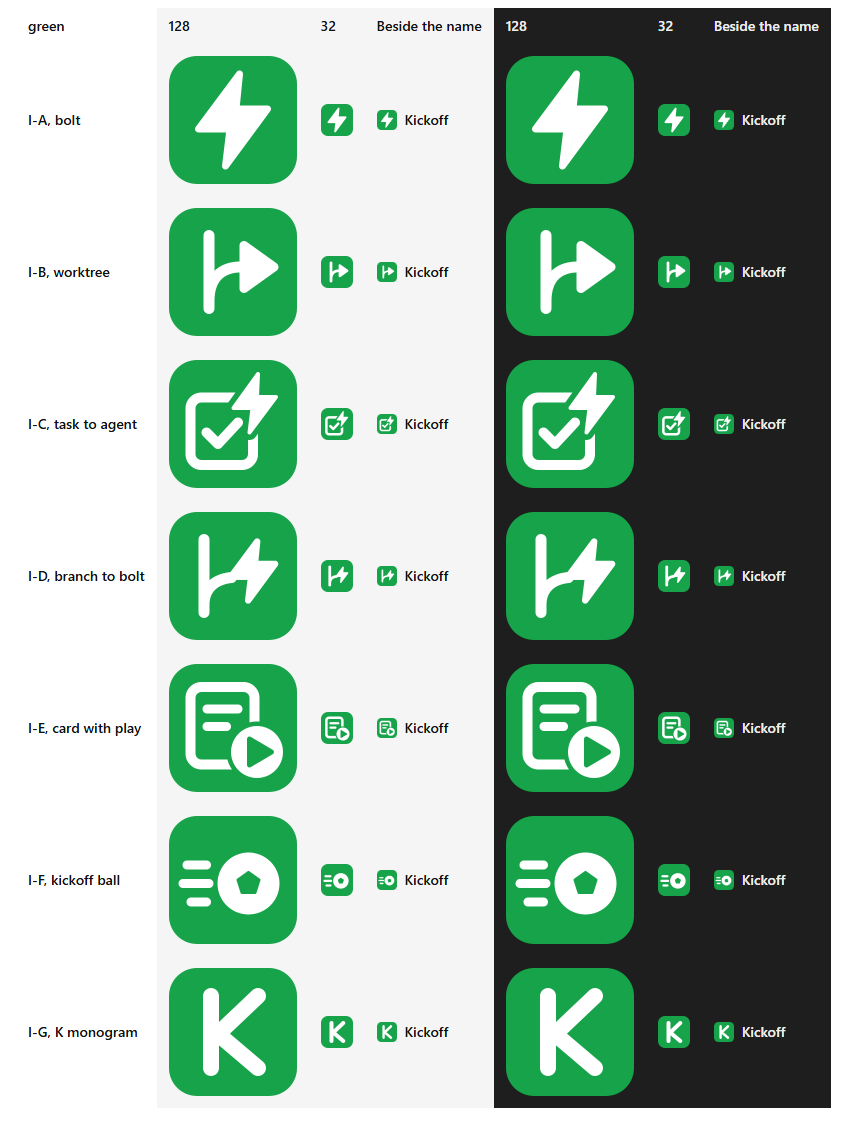 green 128 32 Beside the name 128 32 Beside the name
I-A, bolt Kickoff Kickoff
I-B, worktree Kickoff Kickoff
I-C, task to agent Kickoff Kickoff
I-D, branch to bolt Kickoff Kickoff
I-E, card with play Kickoff Kickoff
I-F, kickoff ball Kickoff Kickoff
I-G, K monogram K K K Kickoff K K K Kickoff